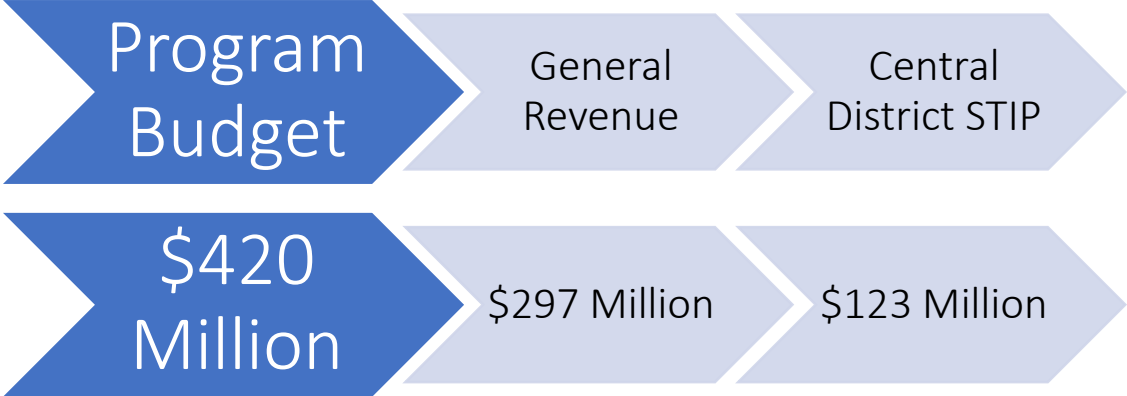 Program
Budget
General
Revenue
Central
District STIP
$420
Million
$297 Million
$123 Million